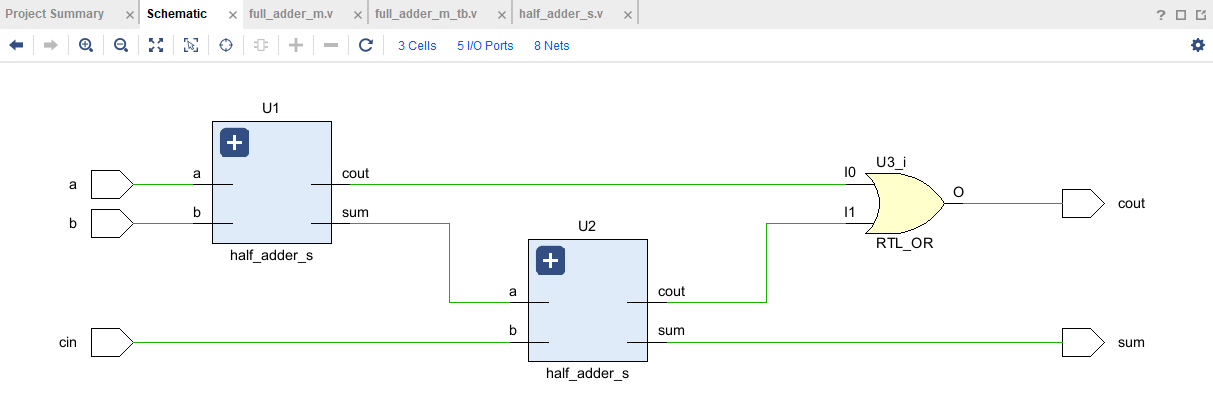 Project Summary
Schematic
full_adder_m.v
full_adder_m_tb.v
half_adder_s.v
3 Cells
5 I/O Ports
8 Nets
U1
a
a
cout
b
b
sum
half_adder_s
U2
a
cout
cin
b
sum
half_adder_s
U3_i
I0
I1
O
RTL_OR
cout
sum